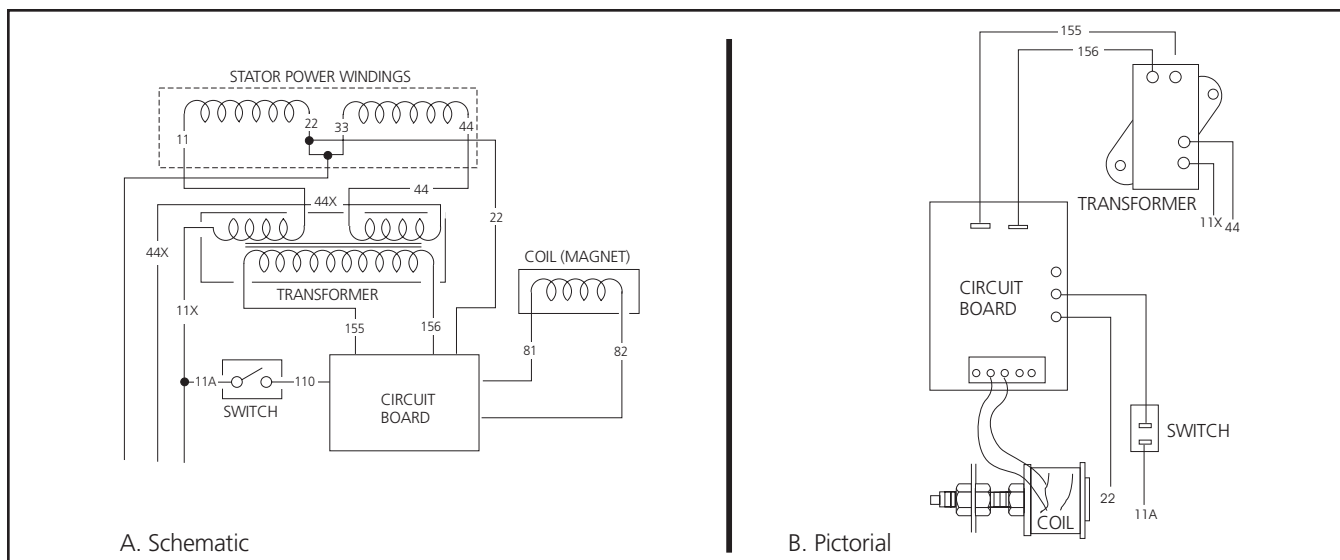 STATOR POWER WINDINGS
11
22
33
44
44X
44
22
44X
TRANSFORMER
COIL (MAGNET)
11X
155
156
81
82
11A
110
SWITCH
CIRCUIT
BOARD
A. Schematic
155
156
TRANSFORMER
11X
44
CIRCUIT
BOARD
SWITCH
22
11A
COIL
B. Pictorial